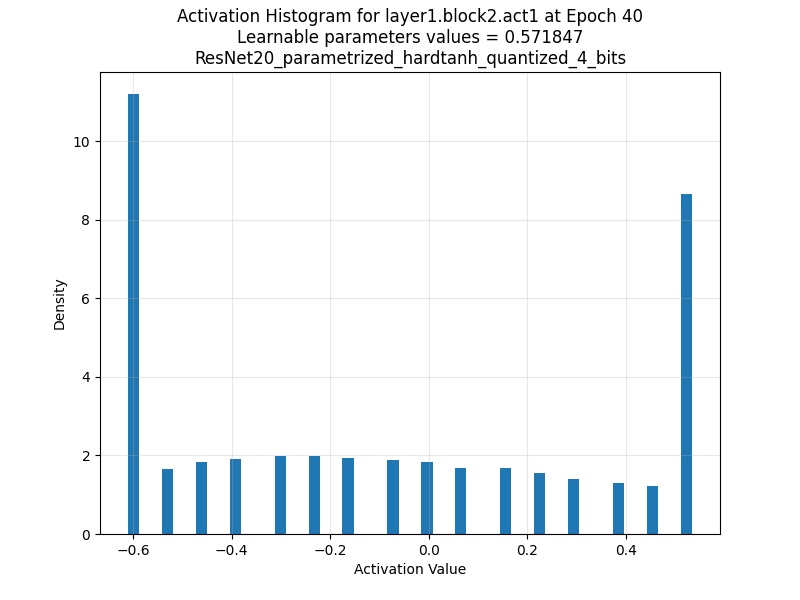 Activation Histogram for layer1.block2.act1 at Epoch 40
Learnable parameters values = 0.571847
ResNet20_parametrized_hardtanh_quantized_4_bits
10
8
6
4
2
0
Density
−0.6 −0.4 −0.2 0.0 0.2 0.4
Activation Value